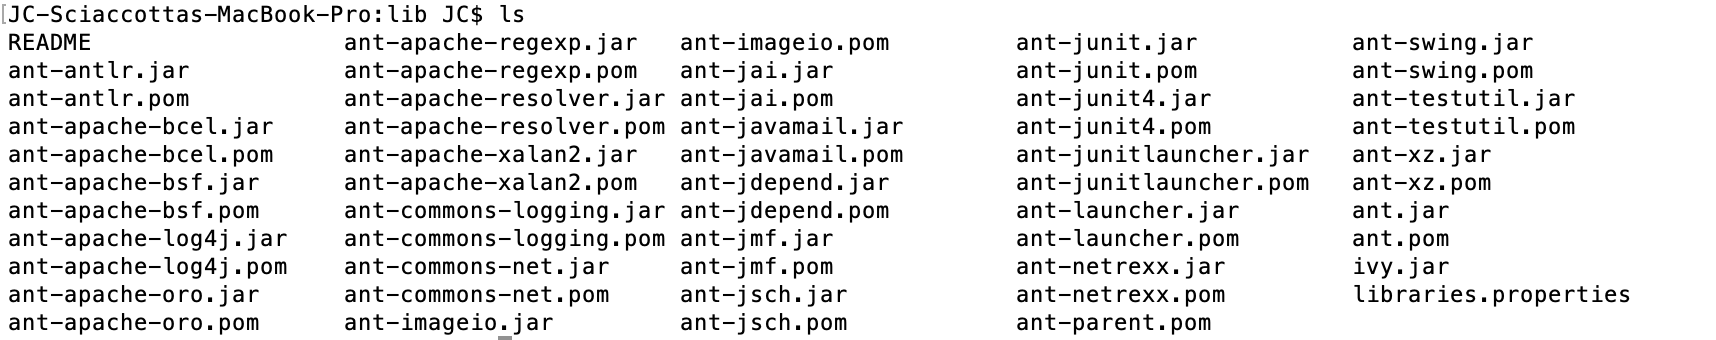 JC-Sciaccottas-MacBook-Pro:lib JC$ ls
README ant-apache-regexp.jar ant-imageio.pom ant-junit.jar ant-swing.jar
ant-antlr.jar ant-apache-regexp.pom ant-jai.jar ant-junit.pom ant-swing.pom
ant-antlr.pom ant-apache-resolver.jar ant-jai.pom ant-junit4.jar ant-testutil.jar
ant-apache-bcel.jar ant-apache-resolver.pom ant-javamail.jar ant-junit4.pom ant-testutil.pom
ant-apache-bcel.pom ant-apache-xalan2.jar ant-javamail.pom ant-junitlauncher.jar ant-xz.jar
ant-apache-bsf.jar ant-apache-xalan2.pom ant-jdepend.jar ant-junitlauncher.pom ant-xz.pom
ant-apache-bsf.pom ant-commons-logging.jar ant-jdepend.pom ant-launcher.jar ant.jar
ant-apache-log4j.jar ant-commons-logging.pom ant-jmf.jar ant-launcher.pom ant.pom
ant-apache-log4j.pom ant-commons-net.jar ant-jmf.pom ant-netrexx.jar ivy.jar
ant-apache-oro.jar ant-commons-net.pom ant-jsch.jar ant-netrexx.pom libraries.properties
ant-apache-oro.pom ant-imageio.jar ant-jsch.pom ant-parent.pom